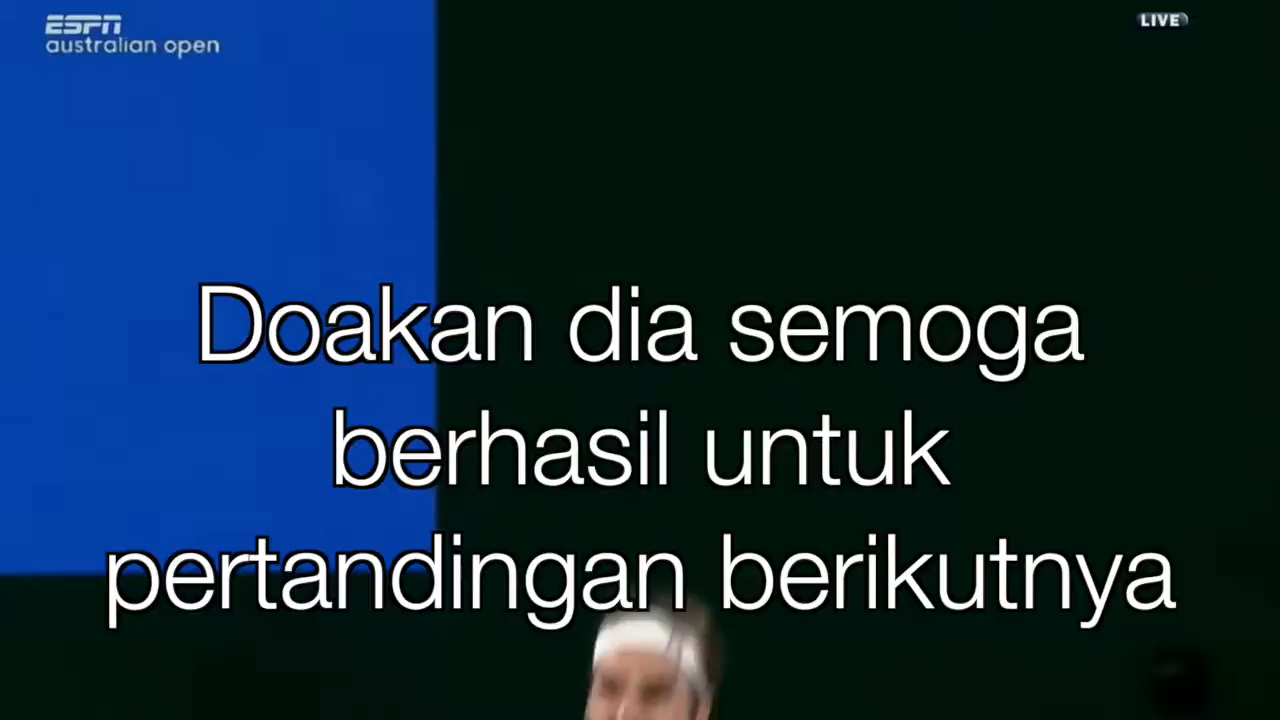 ESPN
australian open
LIVE
Doakan dia semoga
berhasil untuk
pertandingan berikutnya